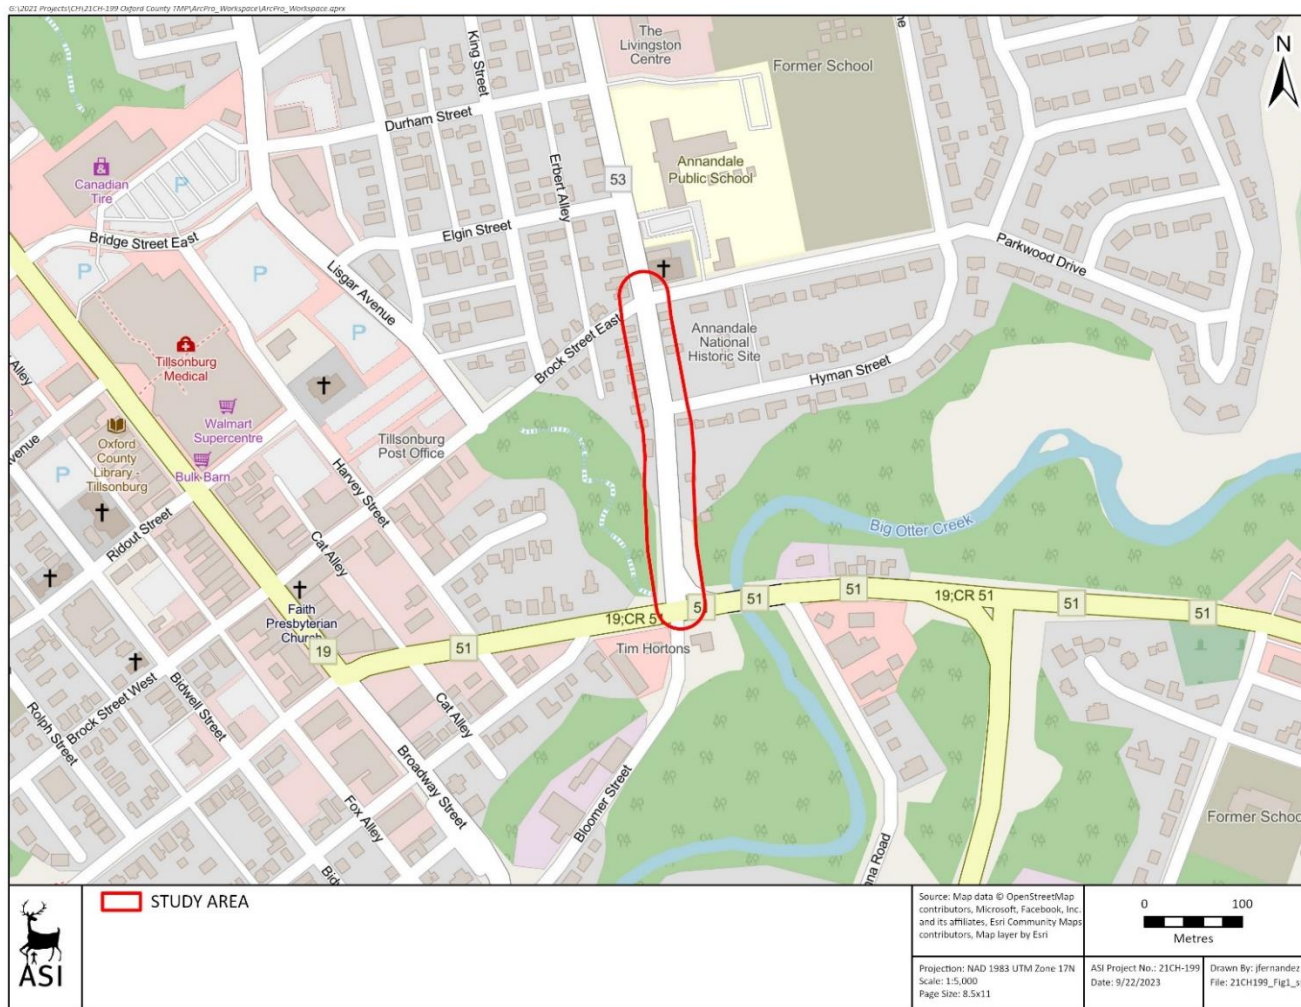 G:\2021 Projects\CH\21CH-199 Oxford County TMP\ArcPro_Workspace\ArcPro_Workspace.aprx
The
Livingston
Centre
Former School
N
King Street
Durham Street
Canadian
Tire
P
Erbert Alley
53
Annandale
Public School
Bridge Street East
Elgin Street
Parkwood Drive
P
P
Lisgar Avenue
P
Brock Street East
Annandale
National
Historic Site
Tillsonburg
Medical
Hyman Street
Walmart
Supercentre
Oxford
County
Library -
Tillsonburg
Tillsonburg
Post Office
P
Bulk Barn
Harvey Street
Ridout Street
Cat Alley
Big Otter Creek
Faith
Presbyterian
Church
19
51
19;CR 51
5
51
51
19;CR 51
51
51
Tim Hortons
Brock Street West
Bidwell Street
Rolph Street
Cat Alley
Broadway Street
Fox Alley
Bloomer Street
Former Schoo
STUDY AREA
ASI
Source: Map data © OpenStreetMap
contributors, Microsoft, Facebook, Inc.
and its affiliates, Esri Community Maps
contributors, Map layer by Esri
0 100
Metres
Projection: NAD 1983 UTM Zone 17N
Scale: 1:5,000
Page Size: 8.5x11
ASI Project No.: 21CH-199
Date: 9/22/2023
Drawn By: jfernandez
File: 21CH199_Fig1_s